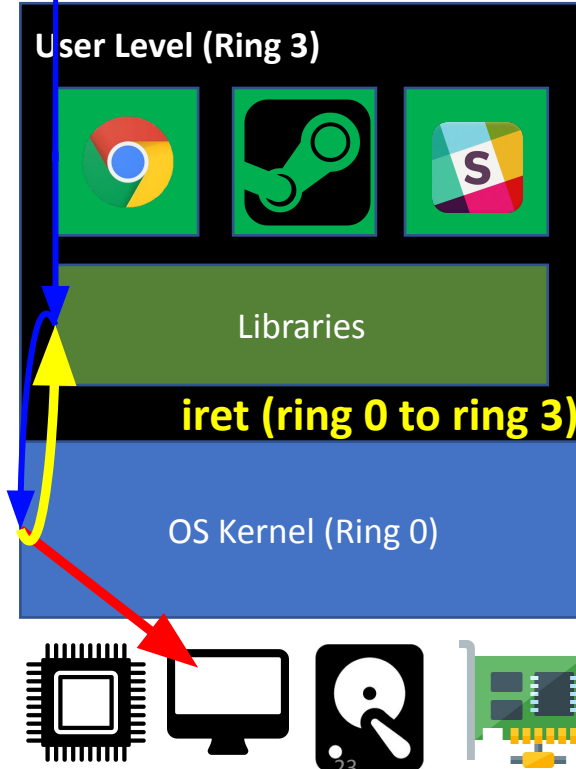 User Level (Ring 3)
S
Libraries
iret (ring 0 to ring 3)
OS Kernel (Ring 0)
23